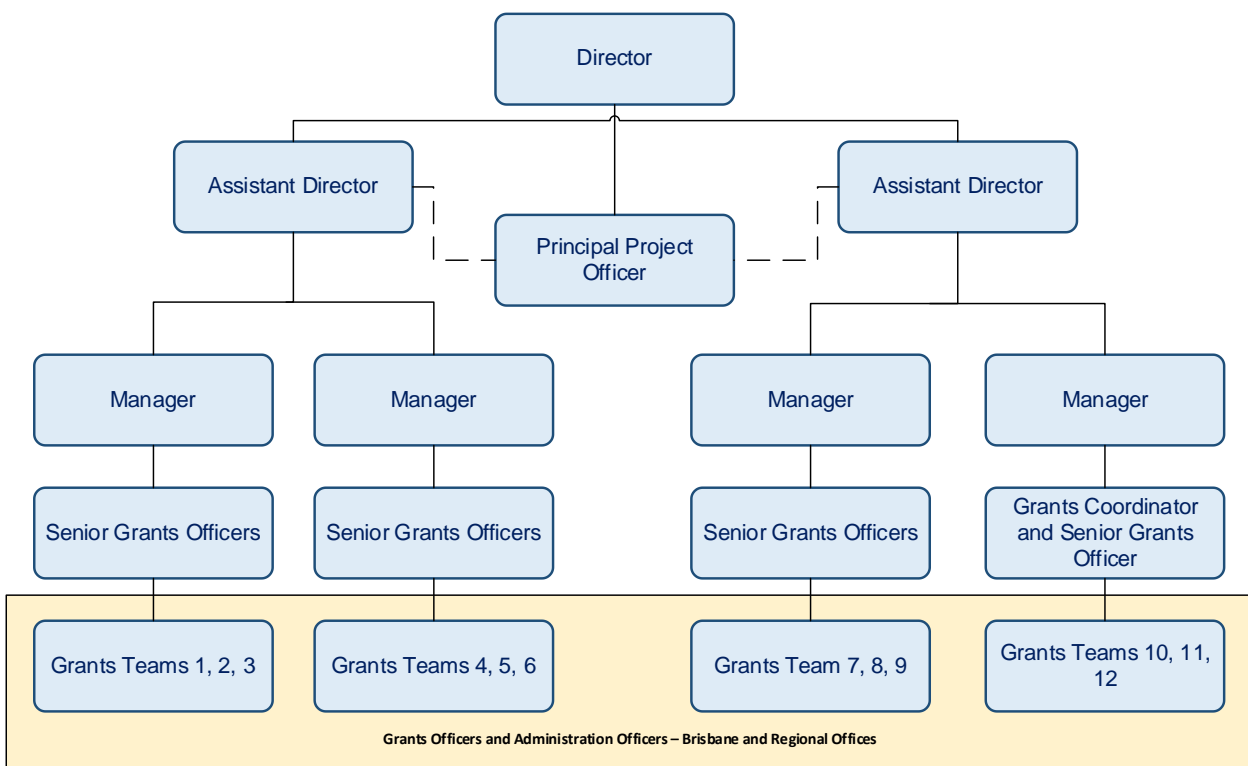 Director
Assistant Director
Assistant Director
Principal Project
Officer
Manager
Manager
Manager
Manager
Senior Grants Officers
Senior Grants Officers
Senior Grants Officers
Grants Coordinator
and Senior Grants
Officer
Grants Teams 1, 2, 3
Grants Teams 4, 5, 6
Grants Team 7, 8, 9
Grants Teams 10, 11,
12
Grants Officers and Administration Officers – Brisbane and Regional Offices